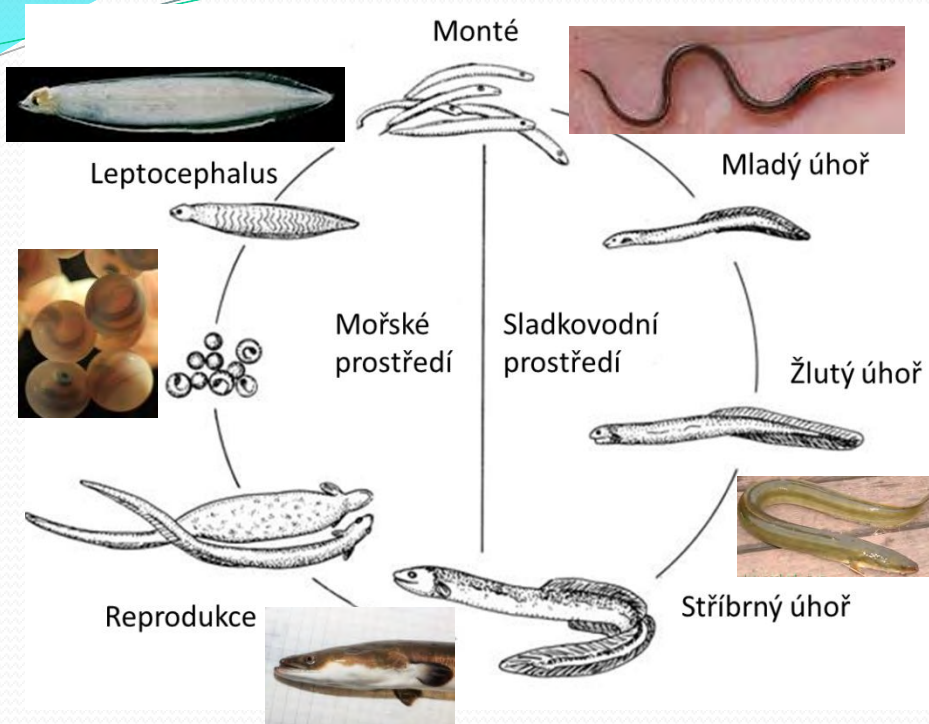 Monté
Leptocephalus
Mladý úhoř
Mořské
prostředí
Sladkovodní
prostředí
Žlutý úhoř
Reprodukce
Stříbrný úhoř